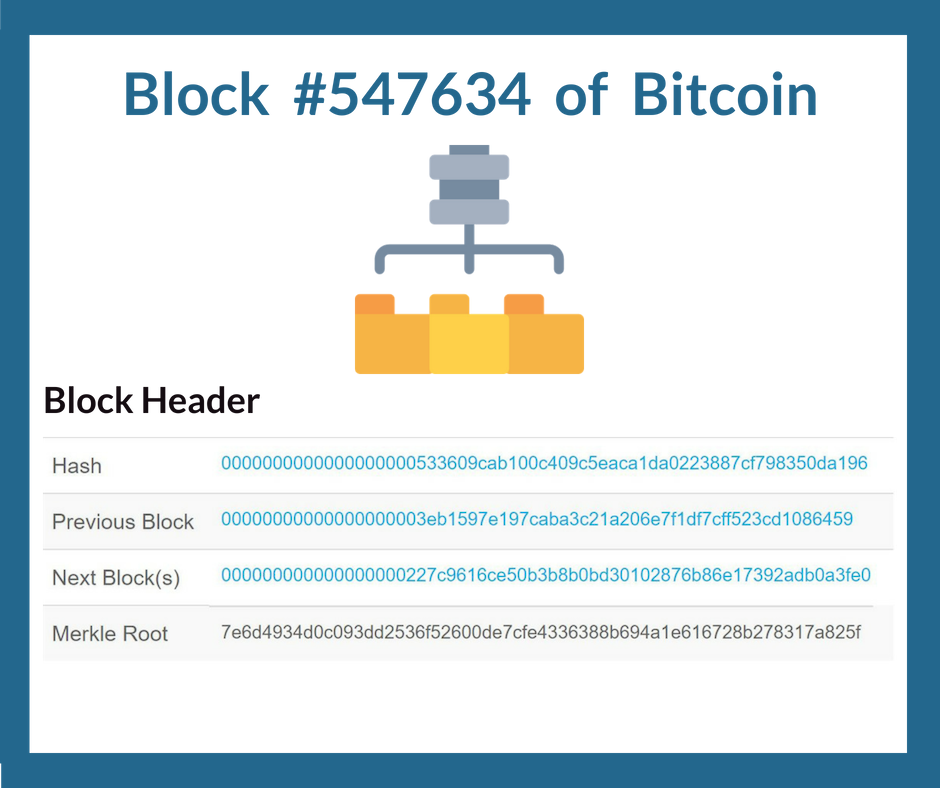 Block #547634 of Bitcoin
Block Header
Hash 0000000000000000000533609cab100c409c5eaca1da0223887cf798350da196
Previous Block 00000000000000000003eb1597e197caba3c21a206e7f1df7cff523cd1086459
Next Block(s) 000000000000000000227c9616ce50b3b8b0bd30102876b86e17392adb0a3fe0
Merkle Root 7e6d4934d0c093dd2536f52600de7cfe4336388b694a1e616728b278317a825f